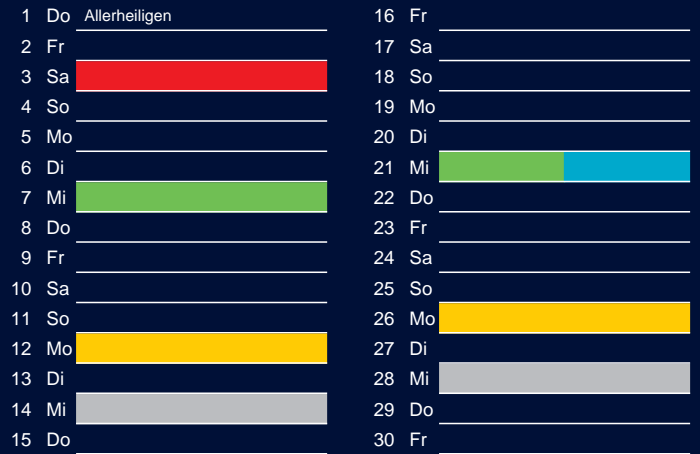 1 Do Allerheiligen
2 Fr
3 Sa
4 So
5 Mo
6 Di
7 Mi
8 Do
9 Fr
10 Sa
11 So
12 Mo
13 Di
14 Mi
15 Do
16 Fr
17 Sa
18 So
19 Mo
20 Di
21 Mi
22 Do
23 Fr
24 Sa
25 So
26 Mo
27 Di
28 Mi
29 Do
30 Fr